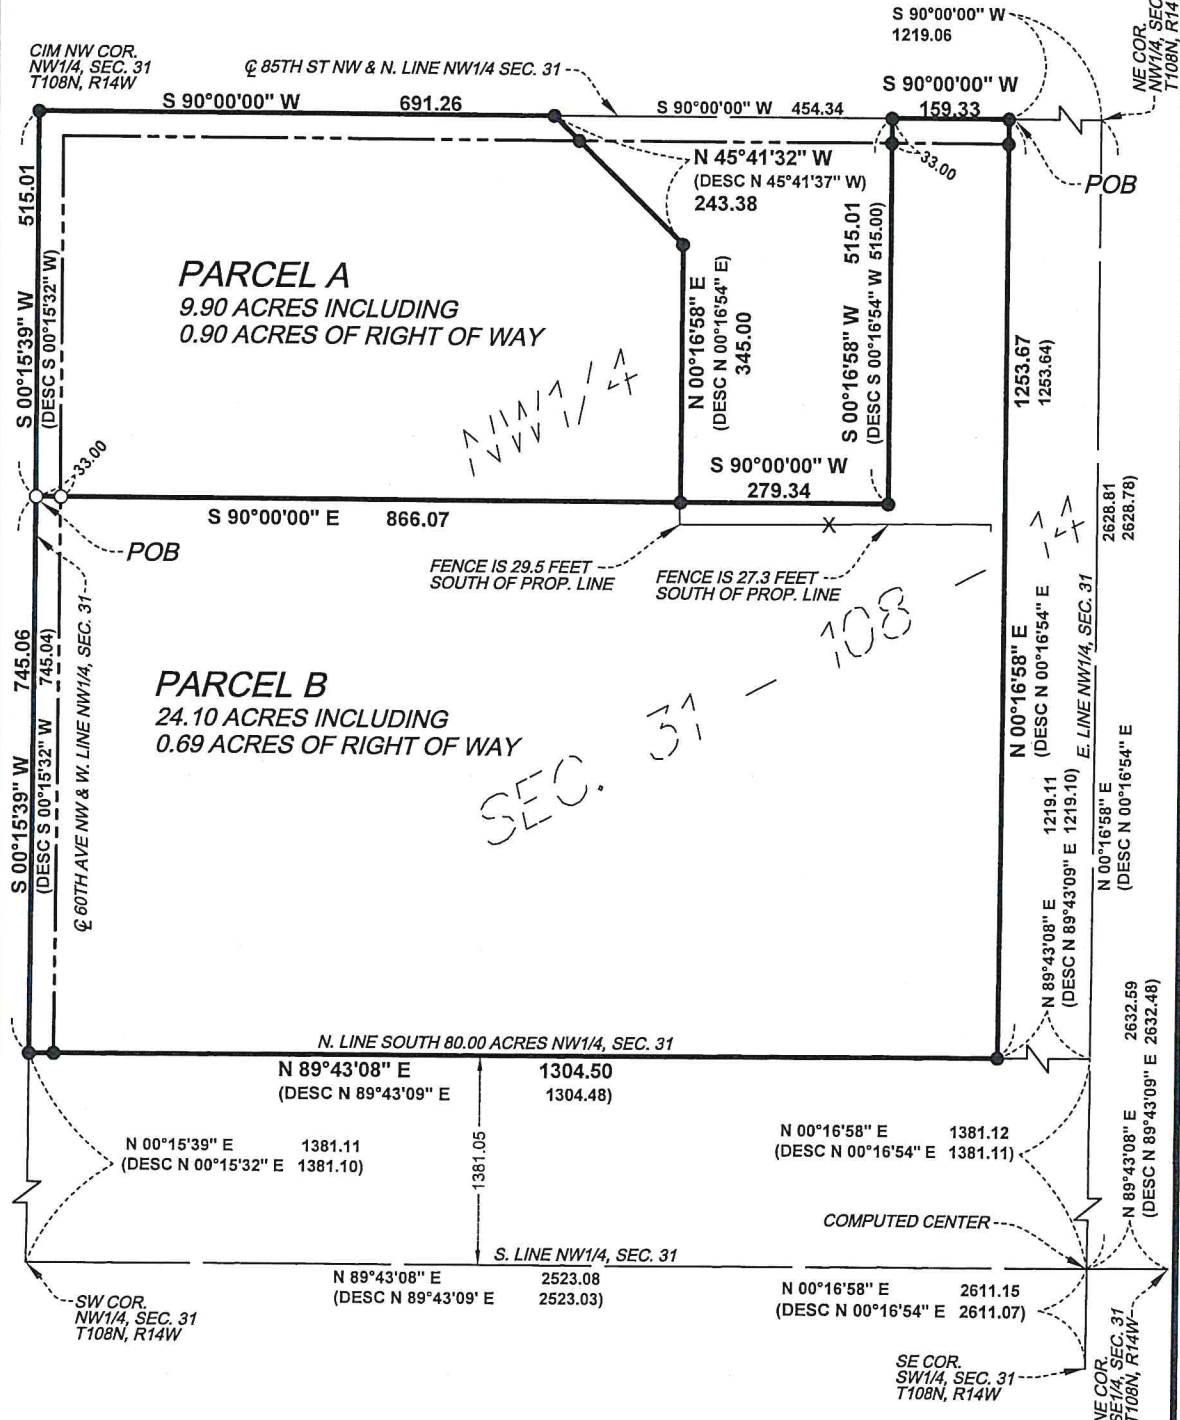 S 90°00'00" W
1219.06
NE COR.
NW1/4, SEC
T108N, R14
CIM NW COR.
NW1/4, SEC. 31
T108N, R14W
℄ 85TH ST NW & N. LINE NW1/4 SEC. 31
S 90°00'00" W 691.26
S 90°00'00" W 454.34
S 90°00'00" W
159.33
33.00
POB
N 45°41'32" W
(DESC N 45°41'37" W)
243.38
S 00°15'39" W 515.01
(DESC S 00°15'32" W)
PARCEL A
9.90 ACRES INCLUDING
0.90 ACRES OF RIGHT OF WAY
N 00°16'58" E
(DESC N 00°16'54" E)
345.00
S 00°16'58" W 515.01
(DESC S 00°16'54" W 515.00)
NW1/4
S 90°00'00" W
279.34
33.00
S 90°00'00" E 866.07
POB
X
FENCE IS 29.5 FEET
SOUTH OF PROP. LINE
FENCE IS 27.3 FEET
SOUTH OF PROP. LINE
N 00°16'58" E 1253.67
(DESC N 00°16'54" E 1253.64)
E. LINE NW1/4, SEC. 31
N 00°16'58" E 2628.81
(DESC N 00°16'54" E 2628.78)
S 00°15'39" W 745.06
(DESC S 00°15'32" W 745.04)
℄ 60TH AVE NW & W. LINE NW1/4, SEC. 31
PARCEL B
24.10 ACRES INCLUDING
0.69 ACRES OF RIGHT OF WAY
SEC. 31 — 108 — 14
N 89°43'08" E 1219.11
(DESC N 89°43'09" E 1219.10)
N. LINE SOUTH 80.00 ACRES NW1/4, SEC. 31
N 89°43'08" E 1304.50
(DESC N 89°43'09" E 1304.48)
N 89°43'08" E 2632.59
(DESC N 89°43'09" E 2632.48)
N 00°15'39" E 1381.11
(DESC N 00°15'32" E 1381.10)
1381.05
N 00°16'58" E 1381.12
(DESC N 00°16'54" E 1381.11)
COMPUTED CENTER
S. LINE NW1/4, SEC. 31
N 89°43'08" E 2523.08
(DESC N 89°43'09' E 2523.03)
N 00°16'58" E 2611.15
(DESC N 00°16'54" E 2611.07)
SW COR.
NW1/4, SEC. 31
T108N, R14W
SE COR.
SW1/4, SEC. 31
T108N, R14W
NE COR.
SE1/4, SEC. 31
T108N, R14W